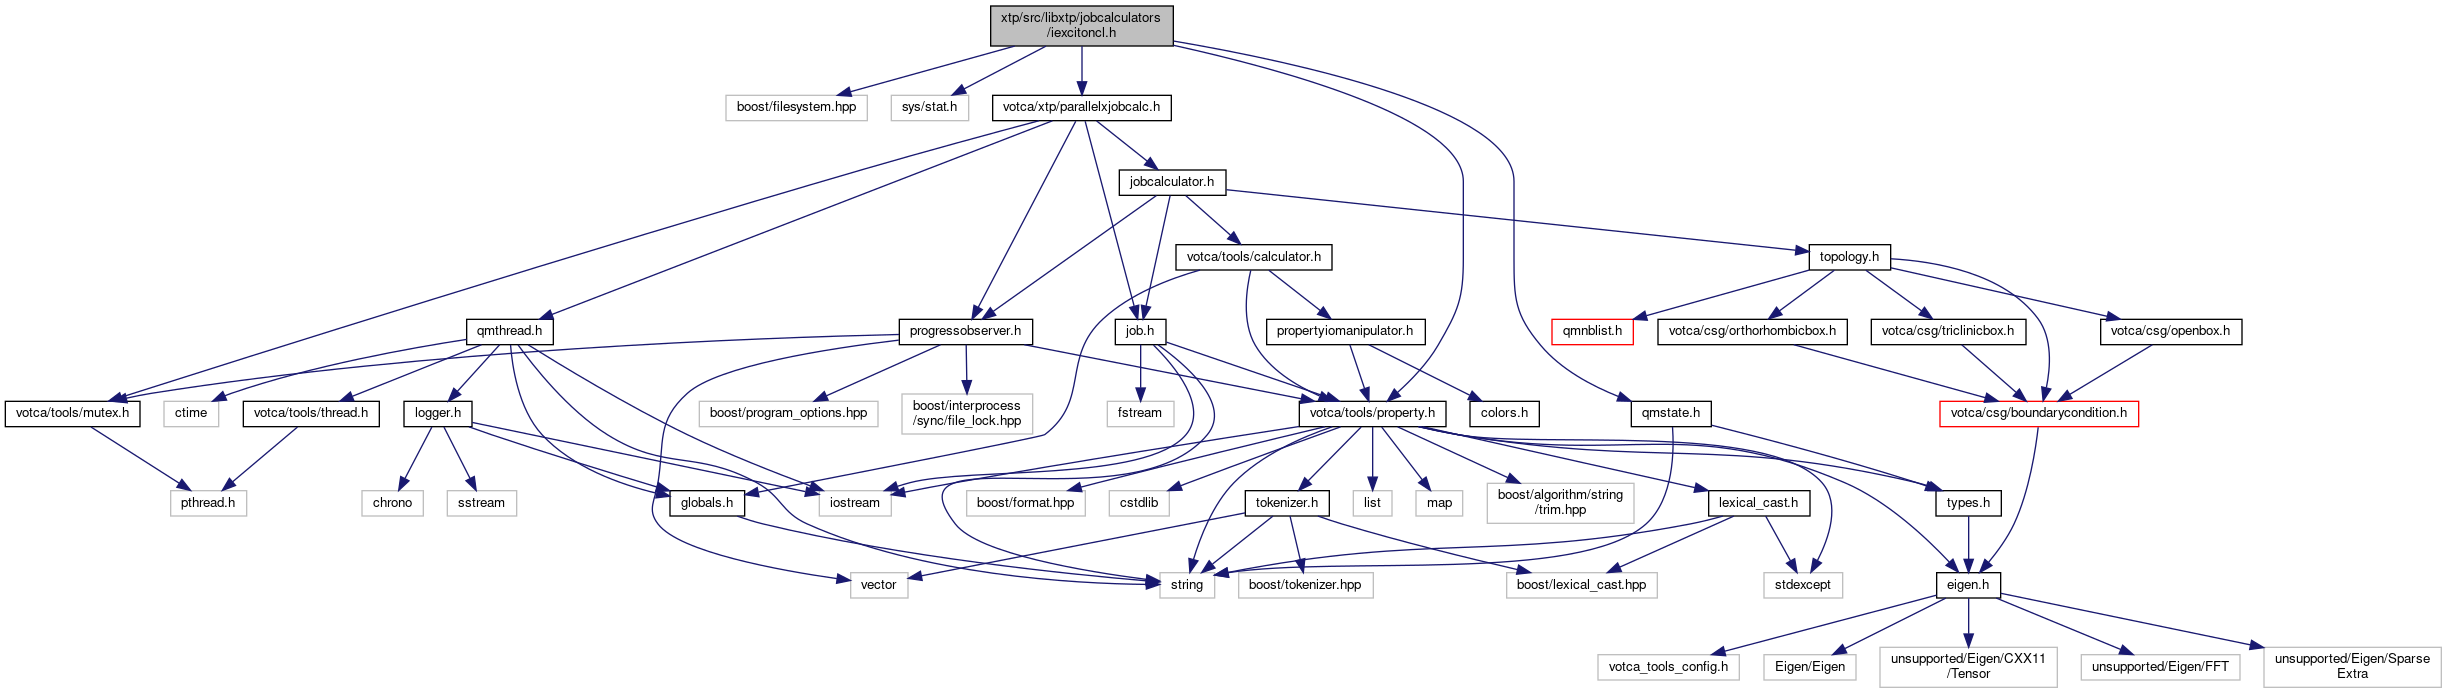 xtp/src/libxtp/jobcalculators
/iexcitoncl.h
boost/filesystem.hpp
sys/stat.h
votca/xtp/parallelxjobcalc.h
jobcalculator.h
votca/tools/calculator.h
topology.h
qmthread.h
progressobserver.h
job.h
propertyiomanipulator.h
qmnblist.h
votca/csg/orthorhombicbox.h
votca/csg/triclinicbox.h
votca/csg/openbox.h
votca/tools/mutex.h
ctime
votca/tools/thread.h
logger.h
boost/program_options.hpp
boost/interprocess
/sync/file_lock.hpp
fstream
votca/tools/property.h
colors.h
qmstate.h
votca/csg/boundarycondition.h
pthread.h
chrono
sstream
globals.h
iostream
boost/format.hpp
cstdlib
tokenizer.h
list
map
boost/algorithm/string
/trim.hpp
lexical_cast.h
types.h
vector
string
boost/tokenizer.hpp
boost/lexical_cast.hpp
stdexcept
eigen.h
votca_tools_config.h
Eigen/Eigen
unsupported/Eigen/CXX11
/Tensor
unsupported/Eigen/FFT
unsupported/Eigen/Sparse
Extra